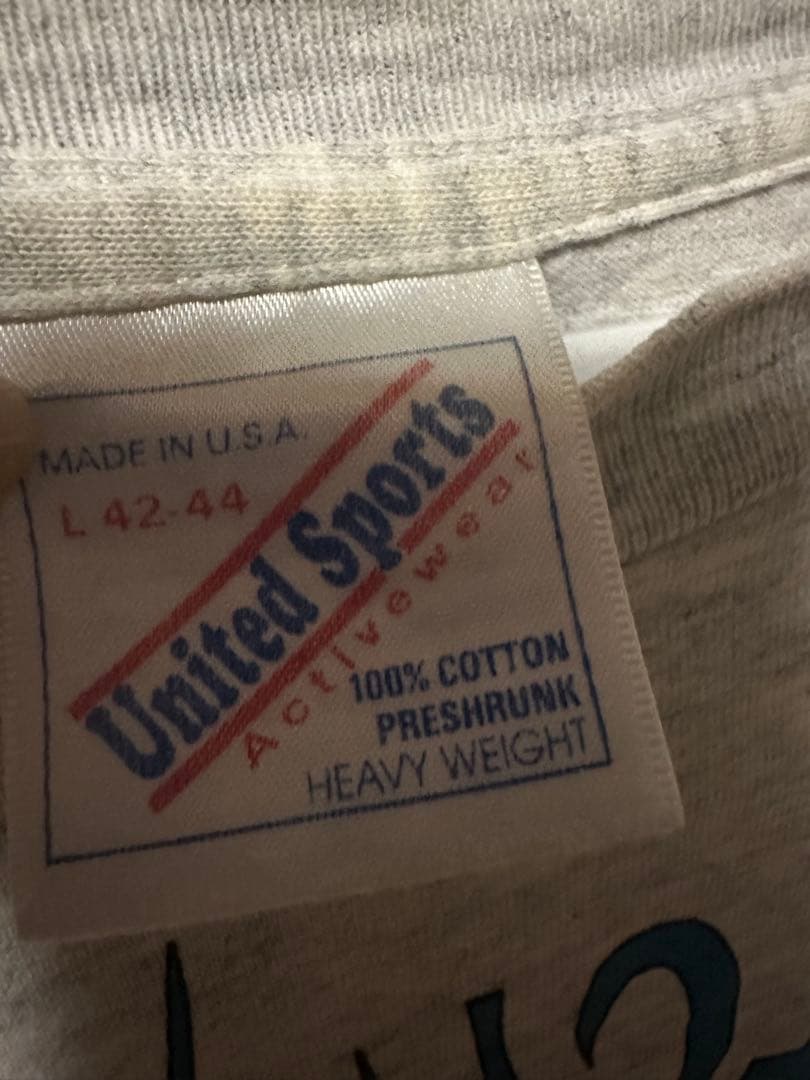 MADE IN U.S.A.
L 42-44
United Sports
Activewear
100% COTTON
PRESHRUNK
HEAVY WEIGHT